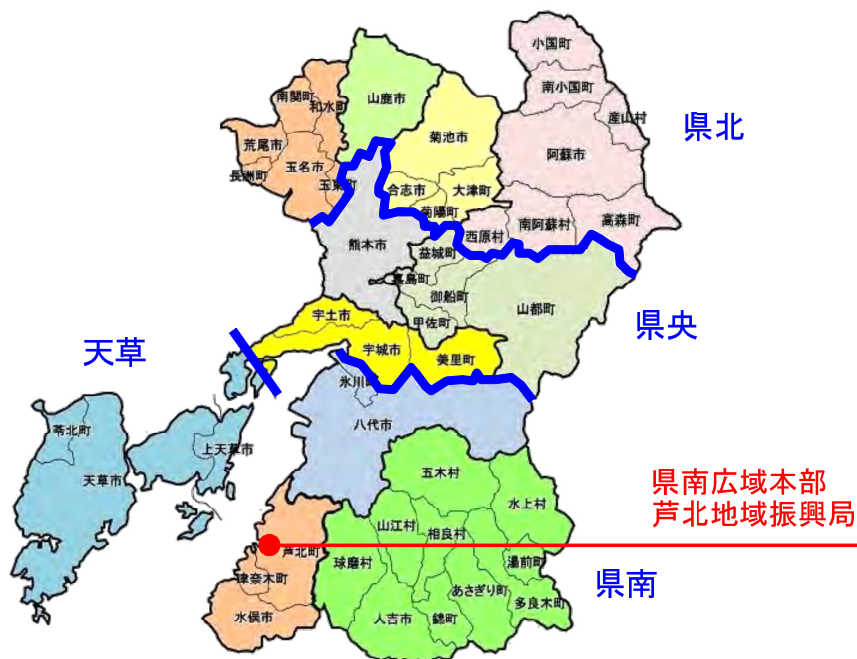 小国町
南小国町
産山村
県北
南関町
和水町
山鹿市
菊池市
阿蘇市
荒尾市
長洲町
玉名市
玉東町
合志市
大津町
菊陽町
西原村
南阿蘇村
高森町
熊本市
益城町
嘉島町
御船町
甲佐町
山都町
県央
宇土市
宇城市
美里町
天草
氷川町
八代市
苓北町
上天草市
天草市
五木村
水上村
県南広域本部
芦北地域振興局
山江村
相良村
芦北町
球磨村
湯前町
津奈木町
あさぎり町
多良木町
県南
水俣市
人吉市
錦町